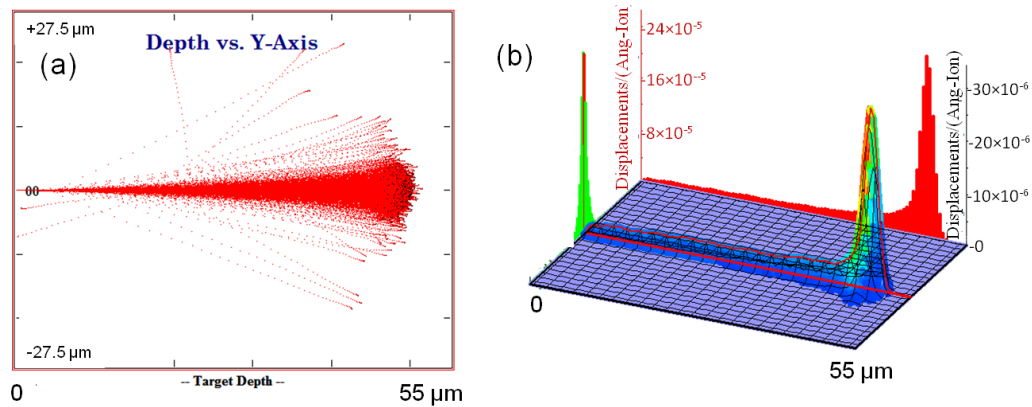 +27.5 µm
Depth vs. Y-Axis
(a)
00
-27.5 µm
-- Target Depth --
0
55 µm
(b)
Displacements/(Ang-Ion)
24×10⁻⁵
16×10⁻⁵
8×10⁻⁵
Displacements/(Ang-Ion)
30×10⁻⁶
20×10⁻⁶
10×10⁻⁶
-0
0
55 µm